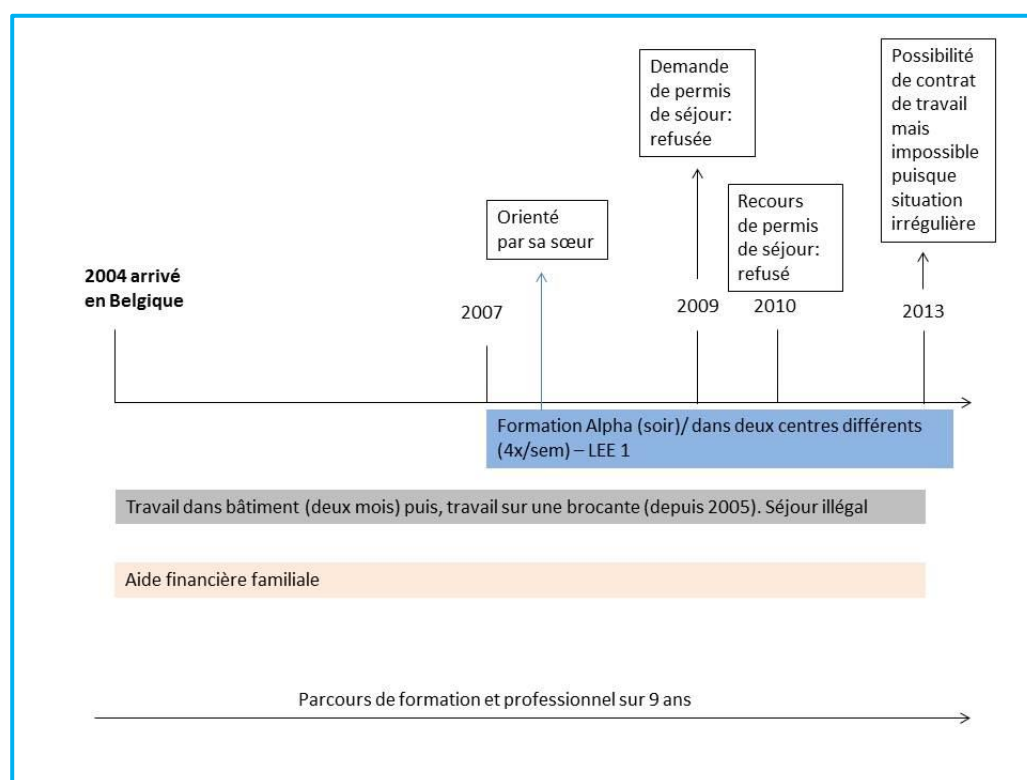 Demande
de permis
de séjour:
refusée
Possibilité
de contrat
de travail
mais
impossible
puisque
situation
irrégulière
Orienté
par sa sœur
Recours
de permis
de séjour:
refusé
2004 arrivé
en Belgique
2007
2009
2010
2013
Formation Alpha (soir)/ dans deux centres différents
(4x/sem) – LEE 1
Travail dans bâtiment (deux mois) puis, travail sur une brocante (depuis 2005). Séjour illégal
Aide financière familiale
Parcours de formation et professionnel sur 9 ans